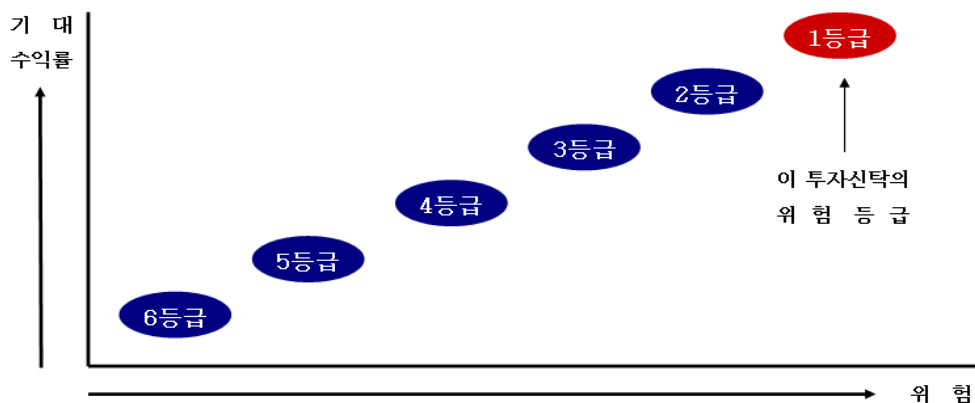 기 대
수익률
1등급
2등급
3등급
4등급
5등급
6등급
이 투자신탁의
위 험 등 급
위 험